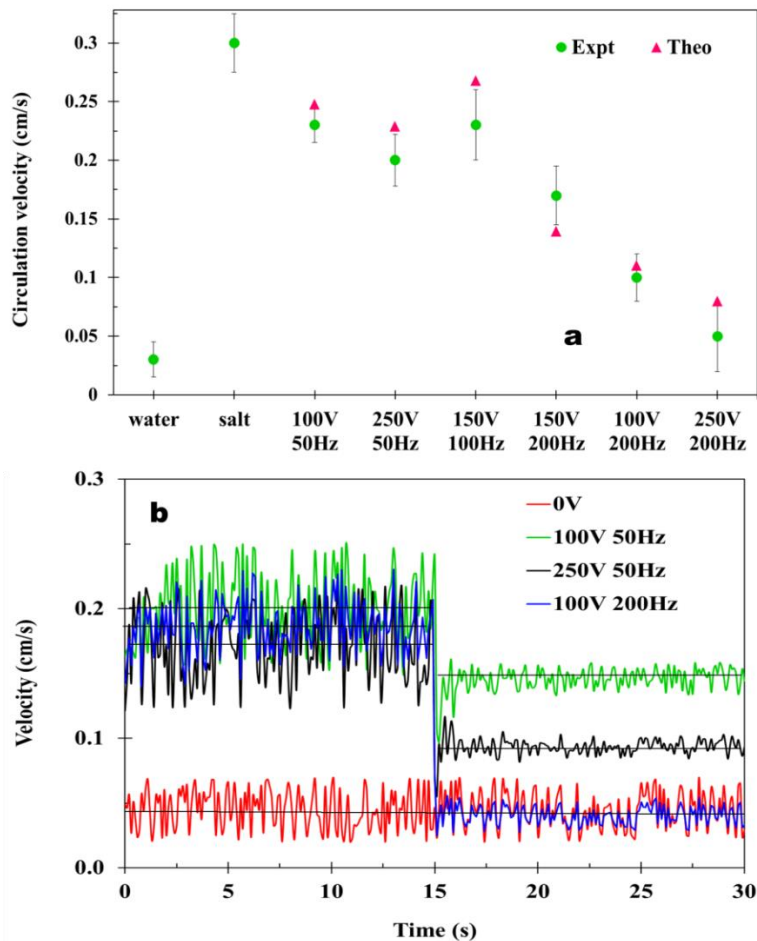 0.3
0.25
0.2
0.15
0.1
0.05
0
Circulation velocity (cm/s)
Expt Theo
a
water salt 100V 250V 150V 150V 100V 250V
50Hz 50Hz 100Hz 200Hz 200Hz 200Hz
0.3
0.2
0.1
0.0
Velocity (cm/s)
b
0V
100V 50Hz
250V 50Hz
100V 200Hz
0 5 10 15 20 25 30
Time (s)